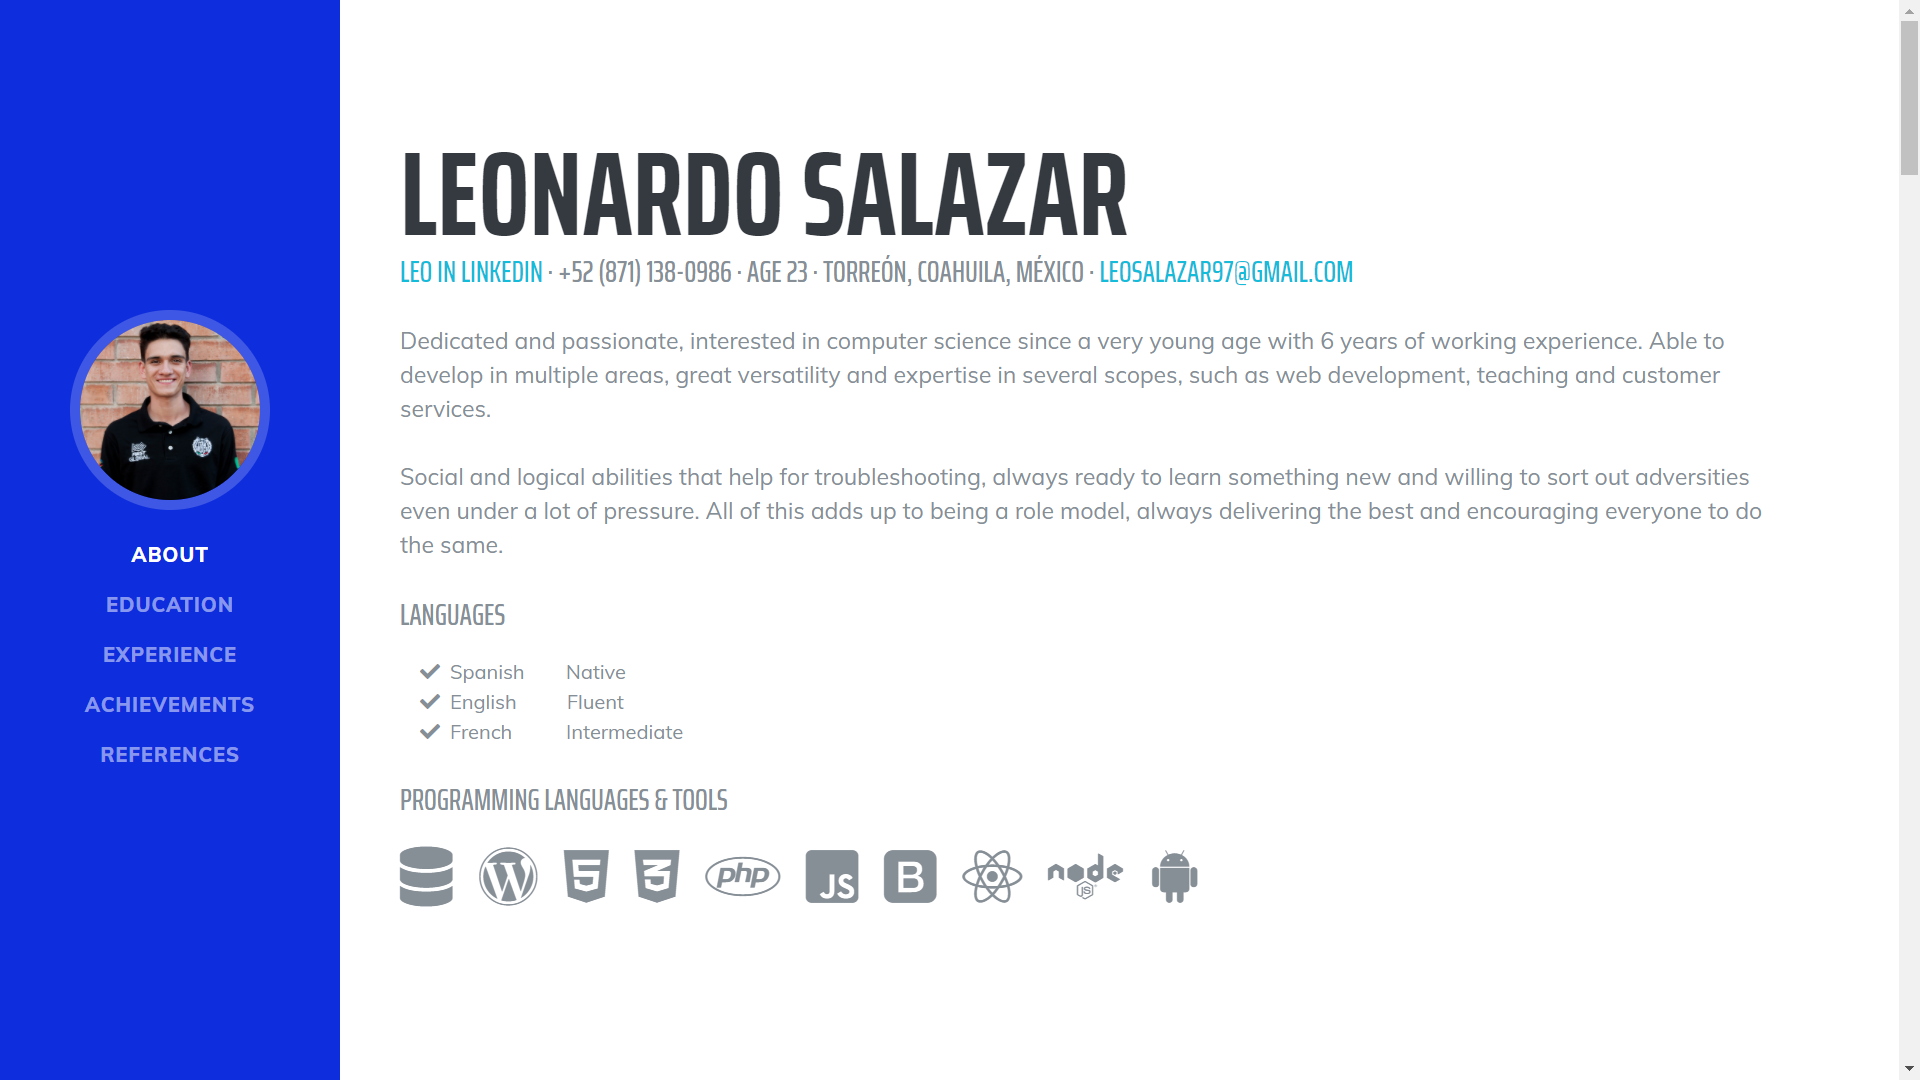 ABOUT
EDUCATION
EXPERIENCE
ACHIEVEMENTS
REFERENCES
LEONARDO SALAZAR
LEO IN LINKEDIN · +52 (871) 138-0986 · AGE 23 · TORREÓN, COAHUILA, MÉXICO · LEOSALAZAR97@GMAIL.COM
Dedicated and passionate, interested in computer science since a very young age with 6 years of working experience. Able to
develop in multiple areas, great versatility and expertise in several scopes, such as web development, teaching and customer
services.
Social and logical abilities that help for troubleshooting, always ready to learn something new and willing to sort out adversities
even under a lot of pressure. All of this adds up to being a role model, always delivering the best and encouraging everyone to do
the same.
LANGUAGES
Spanish Native
English Fluent
French Intermediate
PROGRAMMING LANGUAGES & TOOLS
W 5 3 php JS B node JS